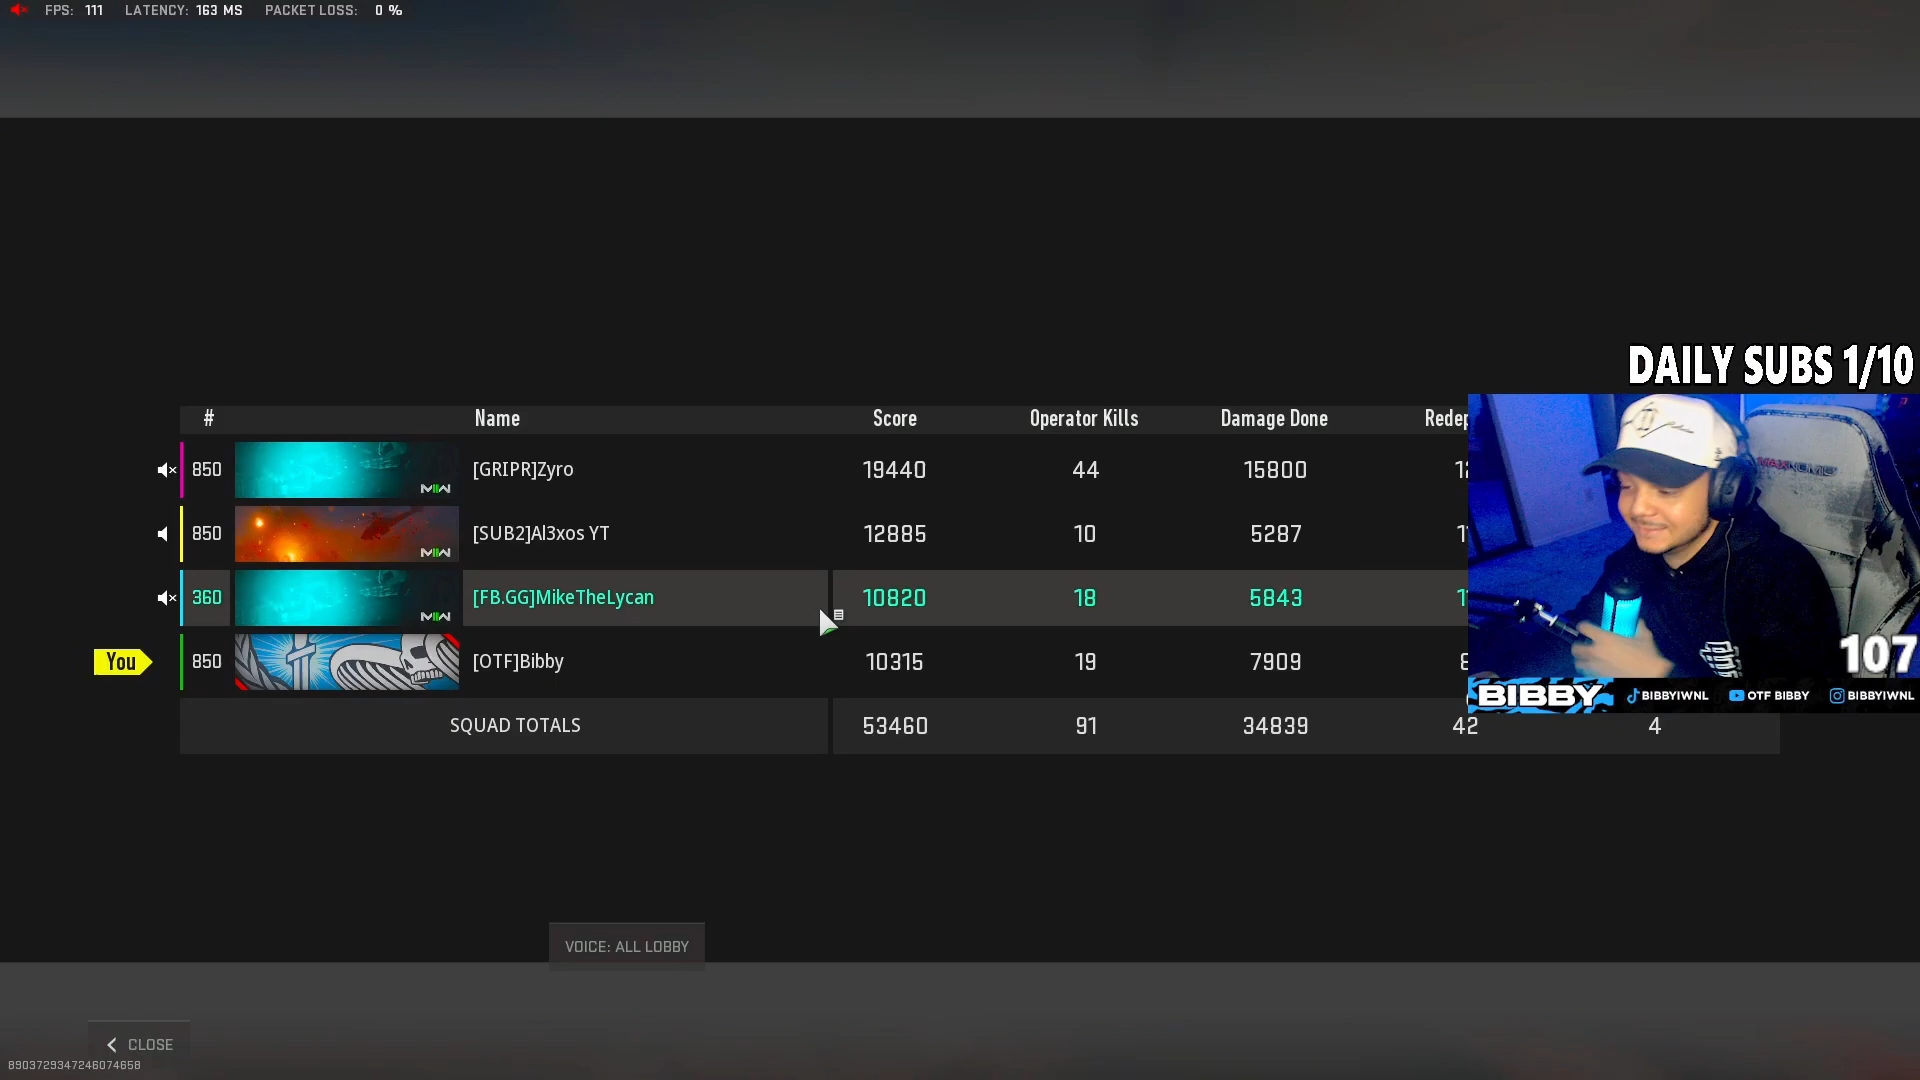 FPS: 111 LATENCY: 163 MS PACKET LOSS: 0 %
DAILY SUBS 1/10
# Name Score Operator Kills Damage Done Redep
850 [GRIPR]Zyro 19440 44 15800
850 [SUB2]Al3xos YT 12885 10 5287
360 [FB.GG]MikeTheLycan 10820 18 5843
You 850 [OTF]Bibby 10315 19 7909
SQUAD TOTALS 53460 91 34839 42 4
MAXNOMIC
107
BIBBY BIBBYIWNL OTF BIBBY BIBBYIWNL
VOICE: ALL LOBBY
CLOSE
8903729347246074658